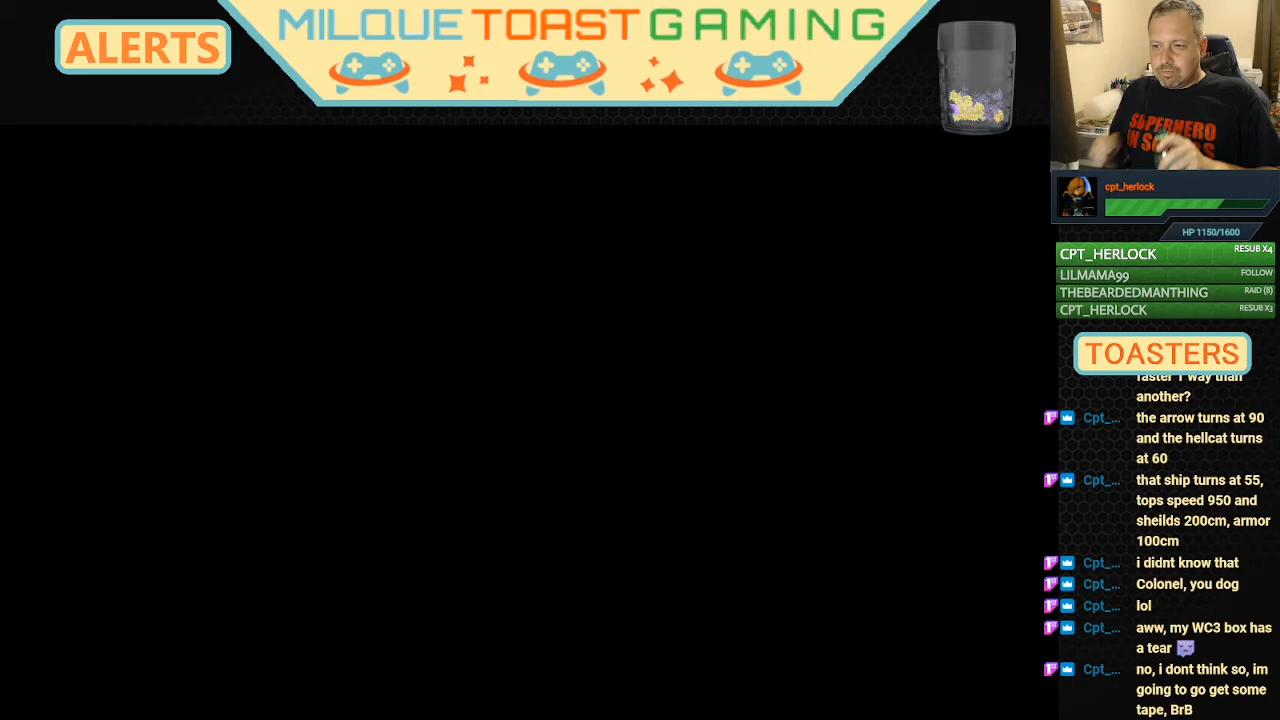 ALERTS
MILQUETOASTGAMING
SUPERHERO
cpt_herlock
HP 1150/1600
CPT_HERLOCK RESUB X4
LILMAMA99 FOLLOW
THEBEARDEDMANTHING RAID (8)
CPT_HERLOCK RESUB X3
TOASTERS
faster 1 way than
another?
Cpt_... the arrow turns at 90
and the hellcat turns
at 60
Cpt_... that ship turns at 55,
tops speed 950 and
sheilds 200cm, armor
100cm
Cpt_... i didnt know that
Cpt_... Colonel, you dog
Cpt_... lol
Cpt_... aww, my WC3 box has
a tear
Cpt_... no, i dont think so, im
going to go get some
tape, BrB